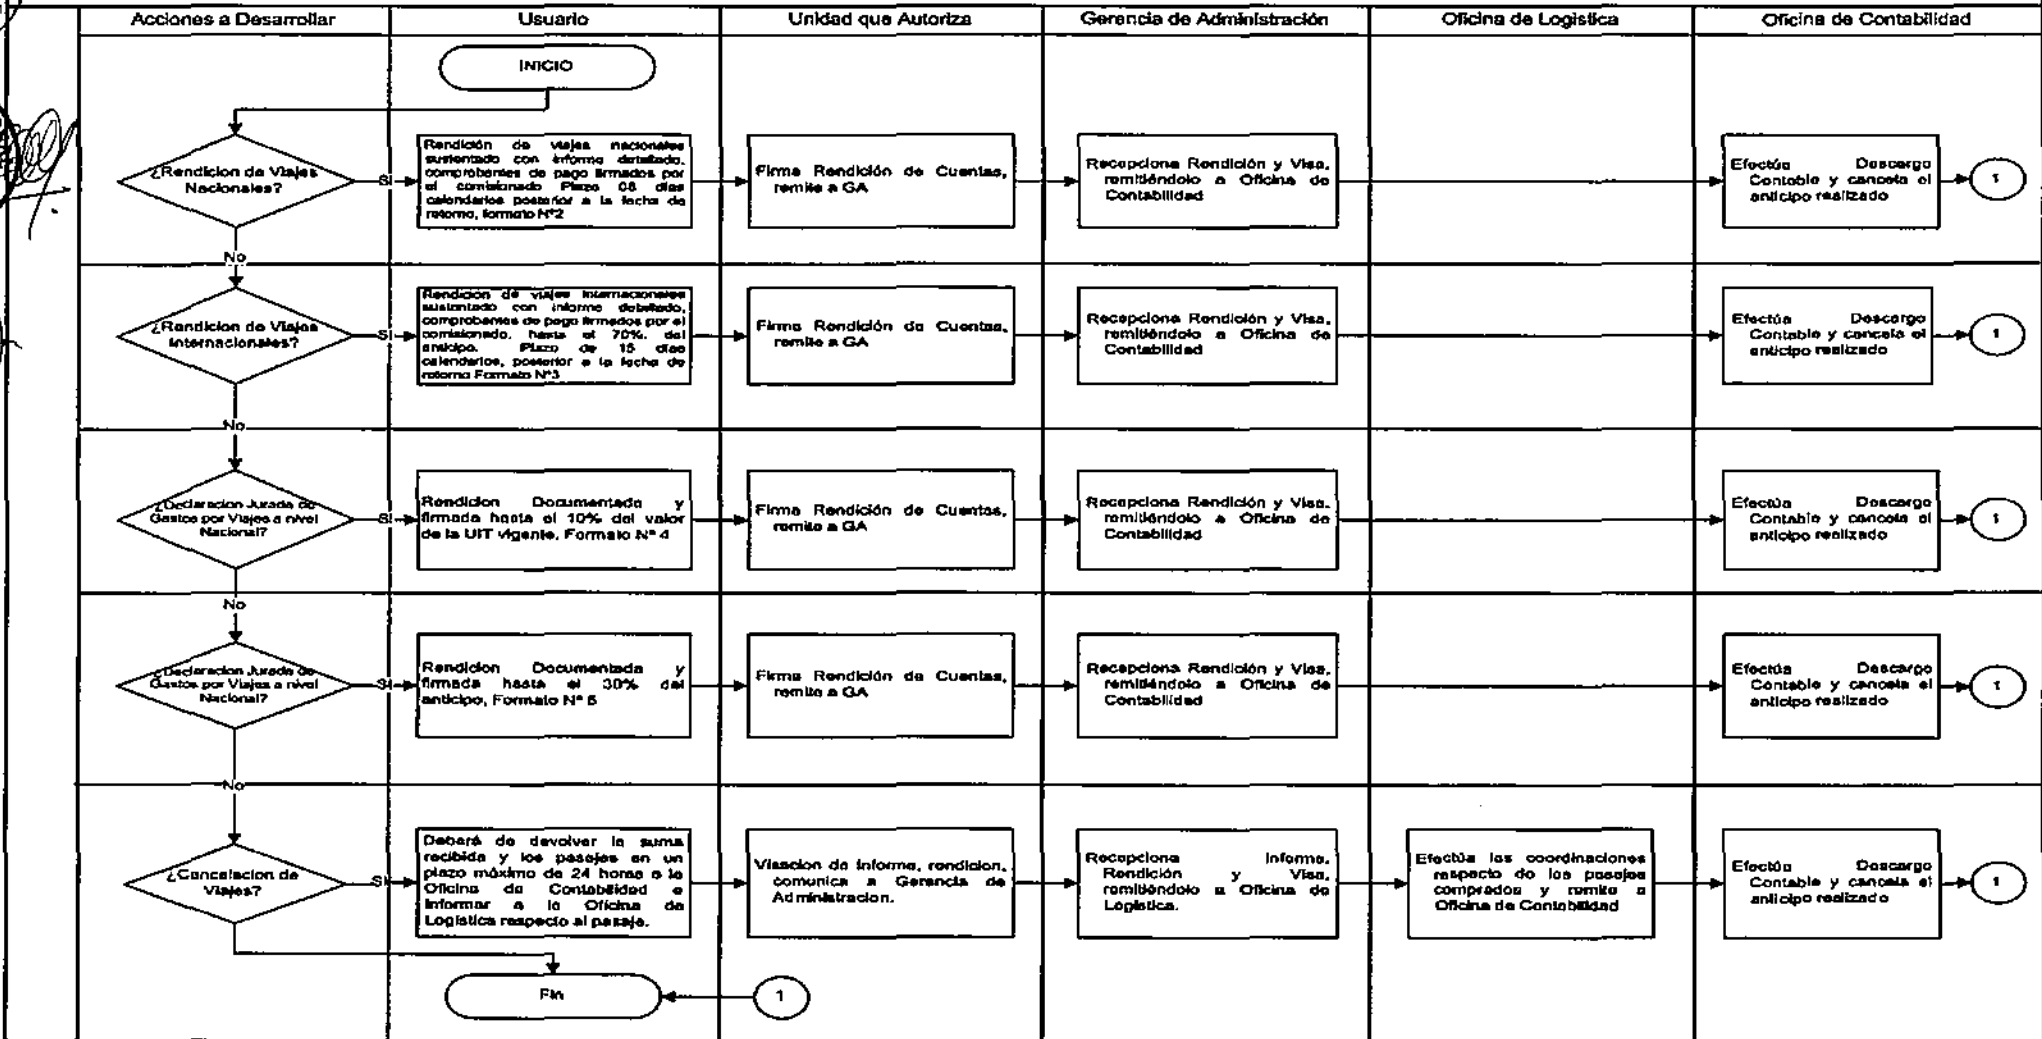 Acciones a Desarrollar
Usuario
Unidad que Autoriza
Gerencia de Administración
Oficina de Logistica
Oficina de Contabilidad
INICIO
¿Rendicion de Viajes
Nacionales?
Si
Rendición de viajes nacionales
sustentado con informe detallado,
comprobantes de pago firmados por
el comisionado Plazo 08 dias
calendarios posterior a la fecha de
retorno, formato N°2
Firma Rendición de Cuentas,
remite a GA
Recepciona Rendición y Visa,
remitiéndolo a Oficina de
Contabilidad
Efectúa Descargo
Contable y cancela el
anticipo realizado
1
No
¿Rendicion de Viajes
Internacionales?
Si
Rendición de viajes Internacionales
sustentado con informe detallado,
comprobantes de pago firmados por el
comisionado, hasta el 70%. del
anticipo. Plazo de 15 dias
calendarios, posterior a la fecha de
retorno Formato N°3
Firma Rendición de Cuentas,
remite a GA
Recepciona Rendición y Visa,
remitiéndolo a Oficina de
Contabilidad
Efectúa Descargo
Contable y cancela el
anticipo realizado
1
No
¿Declaracion Jurada de
Gastos por Viajes a nivel
Nacional?
Si
Rendicion Documentada y
firmada hasta el 10% del valor
de la UIT vigente, Formato N° 4
Firma Rendición de Cuentas,
remite a GA
Recepciona Rendición y Visa,
remitiéndolo a Oficina de
Contabilidad
Efectúa Descargo
Contable y cancela el
anticipo realizado
1
No
¿Declaracion Jurada de
Gastos por Viajes a nivel
Nacional?
Si
Rendicion Documentada y
firmada hasta el 30% del
anticipo, Formato N° 5
Firma Rendición de Cuentas,
remite a GA
Recepciona Rendición y Visa,
remitiéndolo a Oficina de
Contabilidad
Efectúa Descargo
Contable y cancela el
anticipo realizado
1
No
¿Cancelacion de
Viajes?
Si
Deberá de devolver la suma
recibida y los pasajes en un
plazo máximo de 24 horas a la
Oficina de Contabilidad e
Informar a la Oficina de
Logistica respecto al pasaje.
Visacion de informe, rendicion,
comunica a Gerencia de
Administracion.
Recepciona Informe,
Rendición y Visa,
remitiéndolo a Oficina de
Logistica.
Efectúa las coordinaciones
respecto de los pasajes
comprados y remite a
Oficina de Contabilidad
Efectúa Descargo
Contable y cancela el
anticipo realizado
1
Fin
1